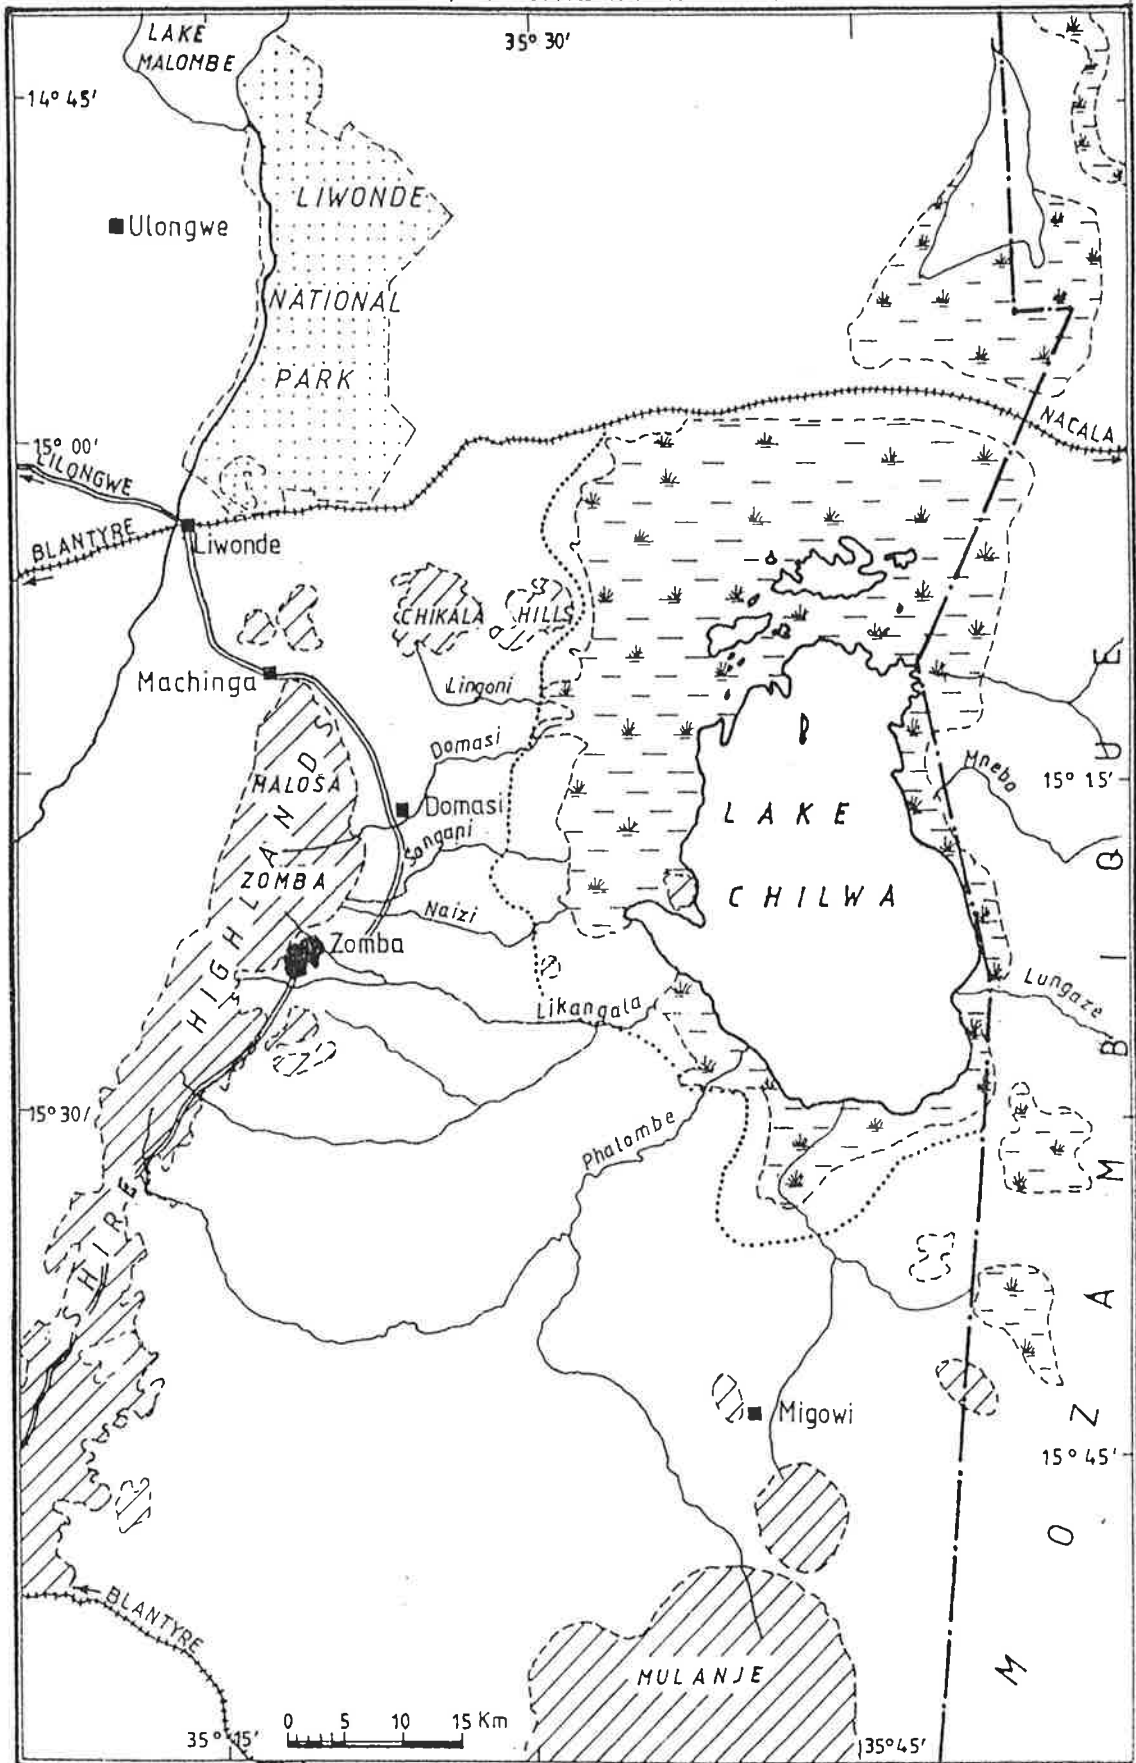 35° 30'
LAKE
MALOMBE
14° 45'
LIWONDE
Ulongwe
NATIONAL
PARK
NACALA
15° 00'
LILONGWE
BLANTYRE
Liwonde
CHIKALA HILLS
Machinga
Lingoni
Domasi
Mnebo
15° 15'
MALOSA
Domasi
LAKE
Songani
ZOMBA
CHILWA
Naizi
Zomba
Likangala
Lungaze
15° 30'
Phalombe
SHIRE HIGHLANDS
MOZAMBIQUE
Migowi
15° 45'
BLANTYRE
MULANJE
0 5 10 15 Km
35° 15'
35° 45'